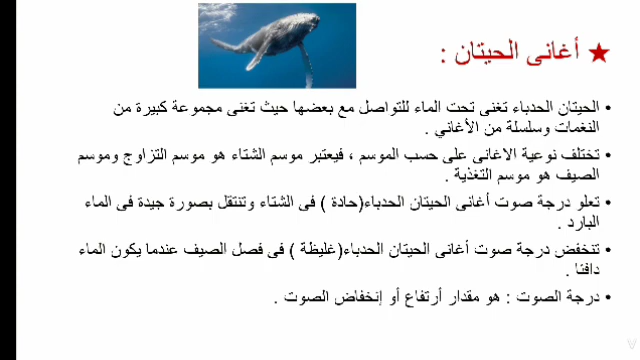 ★ أغانى الحيتان :
• الحيتان الحدباء تغنى تحت الماء للتواصل مع بعضها حيث تغنى مجموعة كبيرة من
النغمات وسلسلة من الأغاني .
• تختلف نوعية الاغانى على حسب الموسم ، فيعتبر موسم الشتاء هو موسم التزاوج وموسم
الصيف هو موسم التغذية .
• تعلو درجة صوت أغانى الحيتان الحدباء(حادة ) فى الشتاء وتنتقل بصورة جيدة فى الماء
البارد .
• تنخفض درجة صوت أغانى الحيتان الحدباء(غليظة ) فى فصل الصيف عندما يكون الماء
دافئا .
• درجة الصوت : هو مقدار أرتفاع أو إنخفاض الصوت .